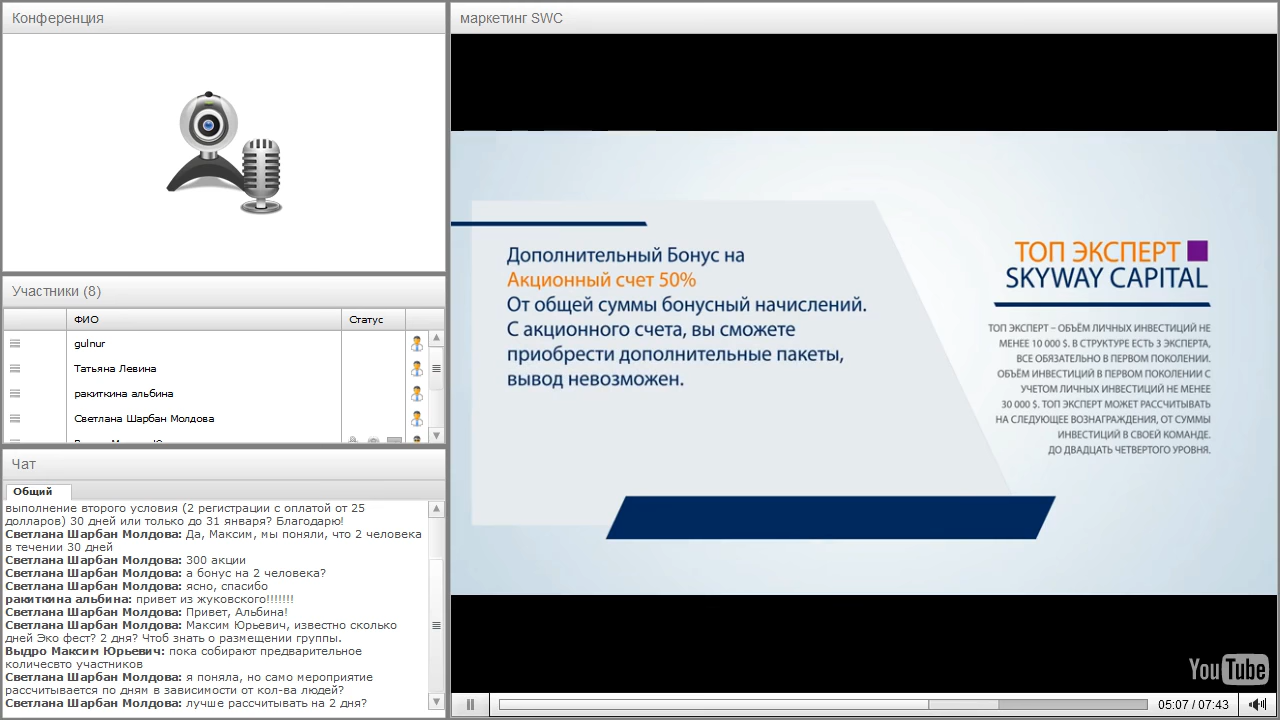 Конференция
Участники (8)
ФИО
Статус
gulnur
Татьяна Левина
ракиткина альбина
Светлана Шарбан Молдова
Чат
Общий
выполнение второго условия (2 регистрации с оплатой от 25
долларов) 30 дней или только до 31 января? Благодарю!
Светлана Шарбан Молдова: Да, Максим, мы поняли, что 2 человека
в течении 30 дней
Светлана Шарбан Молдова: 300 акции
Светлана Шарбан Молдова: а бонус на 2 человека?
Светлана Шарбан Молдова: ясно, спасибо
ракиткина альбина: привет из жуковского!!!!!!!
Светлана Шарбан Молдова: Привет, Альбина!
Светлана Шарбан Молдова: Максим Юрьевич, известно сколько
дней Эко фест? 2 дня? Чтоб знать о размещении группы.
Выдро Максим Юрьевич: пока собирают предварительное
количесвто участников
Светлана Шарбан Молдова: я поняла, но само мероприятие
рассчитывается по дням в зависимости от кол-ва людей?
Светлана Шарбан Молдова: лучше рассчитывать на 2 дня?
маркетинг SWC
Дополнительный Бонус на
Акционный счет 50%
От общей суммы бонусный начислений.
С акционного счета, вы сможете
приобрести дополнительные пакеты,
вывод невозможен.
ТОП ЭКСПЕРТ
SKYWAY CAPITAL
ТОП ЭКСПЕРТ – ОБЪЁМ ЛИЧНЫХ ИНВЕСТИЦИЙ НЕ
МЕНЕЕ 10 000 $. В СТРУКТУРЕ ЕСТЬ 3 ЭКСПЕРТА,
ВСЕ ОБЯЗАТЕЛЬНО В ПЕРВОМ ПОКОЛЕНИИ.
ОБЪЁМ ИНВЕСТИЦИЙ В ПЕРВОМ ПОКОЛЕНИИ С
УЧЕТОМ ЛИЧНЫХ ИНВЕСТИЦИЙ НЕ МЕНЕЕ
30 000 $. ТОП ЭКСПЕРТ МОЖЕТ РАССЧИТЫВАТЬ
НА СЛЕДУЮЩЕЕ ВОЗНАГРАЖДЕНИЯ, ОТ СУММЫ
ИНВЕСТИЦИЙ В СВОЕЙ КОМАНДЕ.
ДО ДВАДЦАТЬ ЧЕТВЕРТОГО УРОВНЯ.
YouTube
05:07 / 07:43